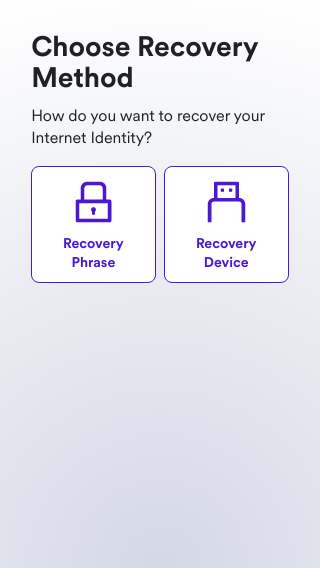 Choose Recovery
Method
How do you want to recover your
Internet Identity?
Recovery
Phrase
Recovery
Device